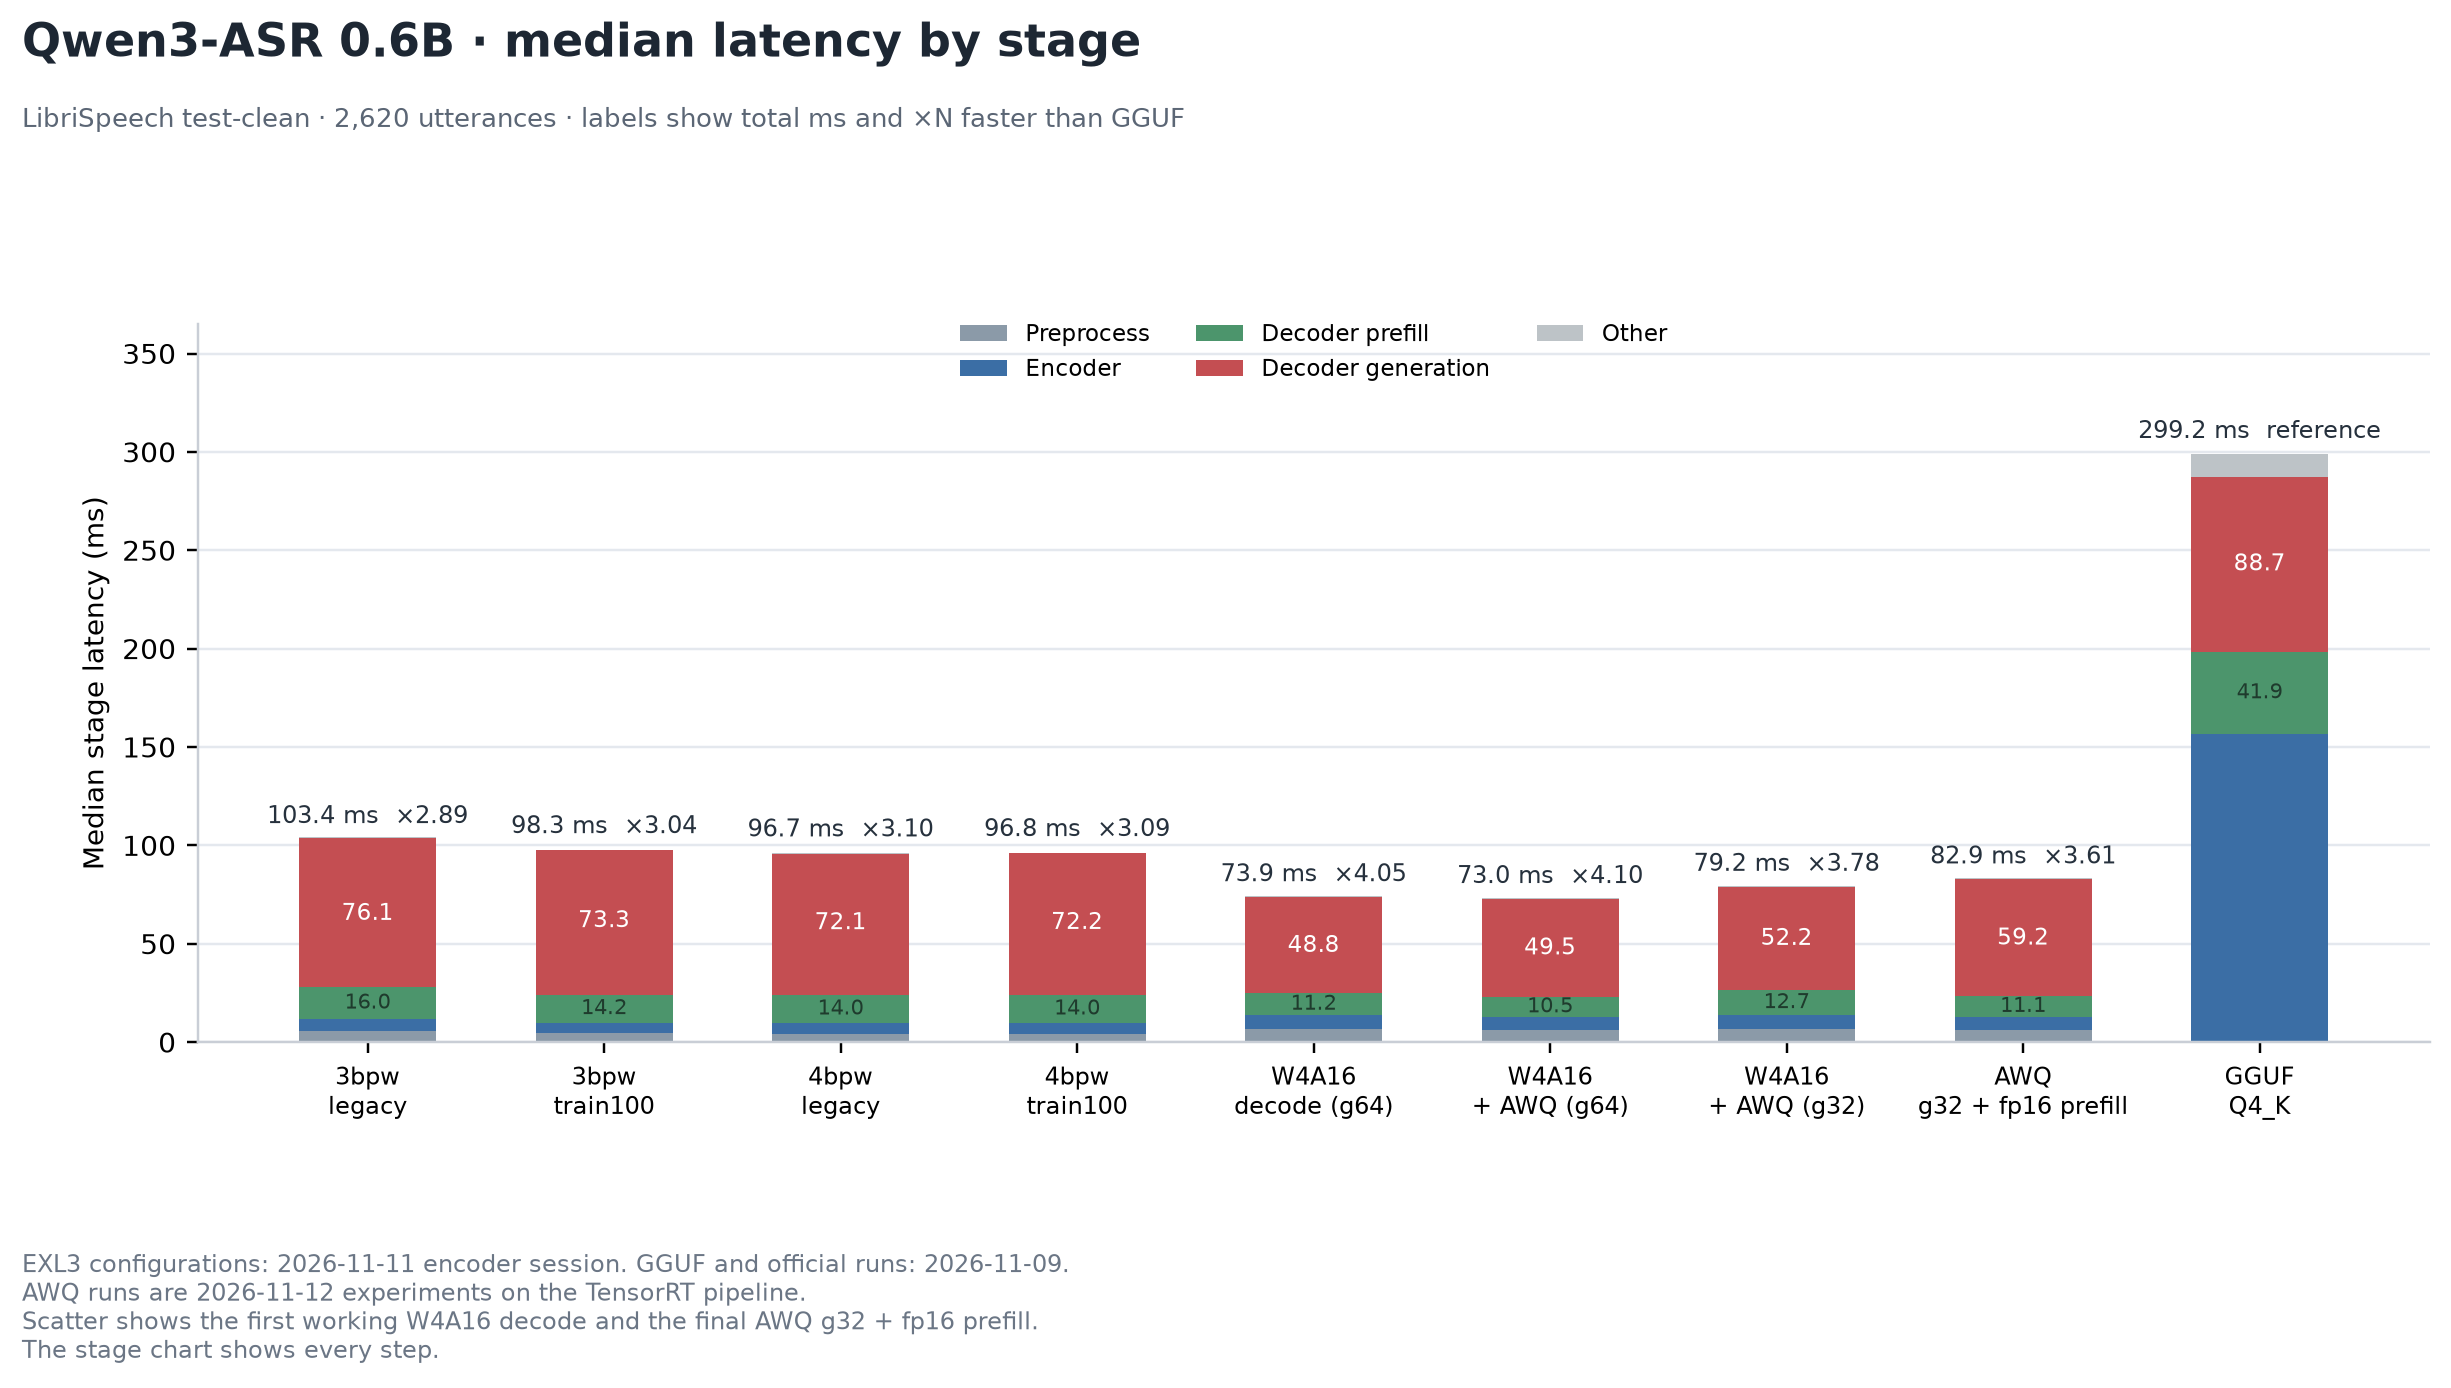 Qwen3-ASR 0.6B · median latency by stage
LibriSpeech test-clean · 2,620 utterances · labels show total ms and ×N faster than GGUF
Preprocess
Encoder
Decoder prefill
Decoder generation
Other
Median stage latency (ms)
350
300
250
200
150
100
50
0
103.4 ms ×2.89
76.1
16.0
98.3 ms ×3.04
73.3
14.2
96.7 ms ×3.10
72.1
14.0
96.8 ms ×3.09
72.2
14.0
73.9 ms ×4.05
48.8
11.2
73.0 ms ×4.10
49.5
10.5
79.2 ms ×3.78
52.2
12.7
82.9 ms ×3.61
59.2
11.1
299.2 ms reference
88.7
41.9
3bpw
legacy
3bpw
train100
4bpw
legacy
4bpw
train100
W4A16
decode (g64)
W4A16
+ AWQ (g64)
W4A16
+ AWQ (g32)
AWQ
g32 + fp16 prefill
GGUF
Q4_K
EXL3 configurations: 2026-11-11 encoder session. GGUF and official runs: 2026-11-09.
AWQ runs are 2026-11-12 experiments on the TensorRT pipeline.
Scatter shows the first working W4A16 decode and the final AWQ g32 + fp16 prefill.
The stage chart shows every step.